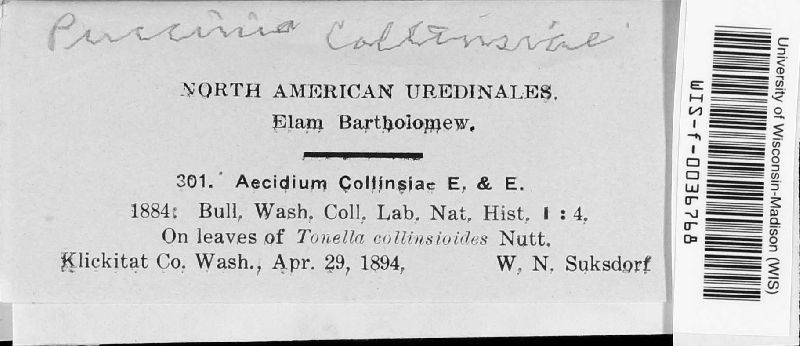 Puccinia Collinsiae
NORTH AMERICAN UREDINALES.
Elam Bartholomew.
301. Aecidium Collinsiae E. & E.
1884: Bull. Wash. Coll. Lab. Nat. Hist. 1 : 4.
On leaves of Tonella collinsioides Nutt.
Klickitat Co. Wash., Apr. 29, 1894. W. N. Suksdorf
University of Wisconsin-Madison (WIS)
WIS-f-0036768